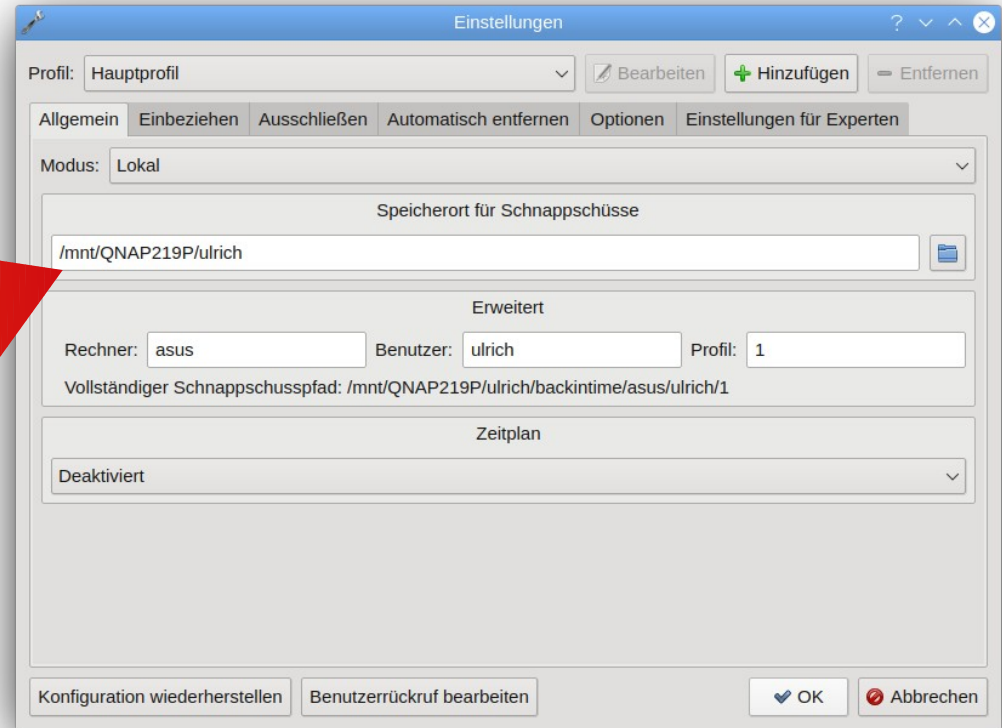 Einstellungen
?
Profil: Hauptprofil Bearbeiten Hinzufügen Entfernen
Allgemein Einbeziehen Ausschließen Automatisch entfernen Optionen Einstellungen für Experten
Modus: Lokal
Speicherort für Schnappschüsse
/mnt/QNAP219P/ulrich
Erweitert
Rechner: asus Benutzer: ulrich Profil: 1
Vollständiger Schnappschusspfad: /mnt/QNAP219P/ulrich/backintime/asus/ulrich/1
Zeitplan
Deaktiviert
Konfiguration wiederherstellen Benutzerrückruf bearbeiten OK Abbrechen